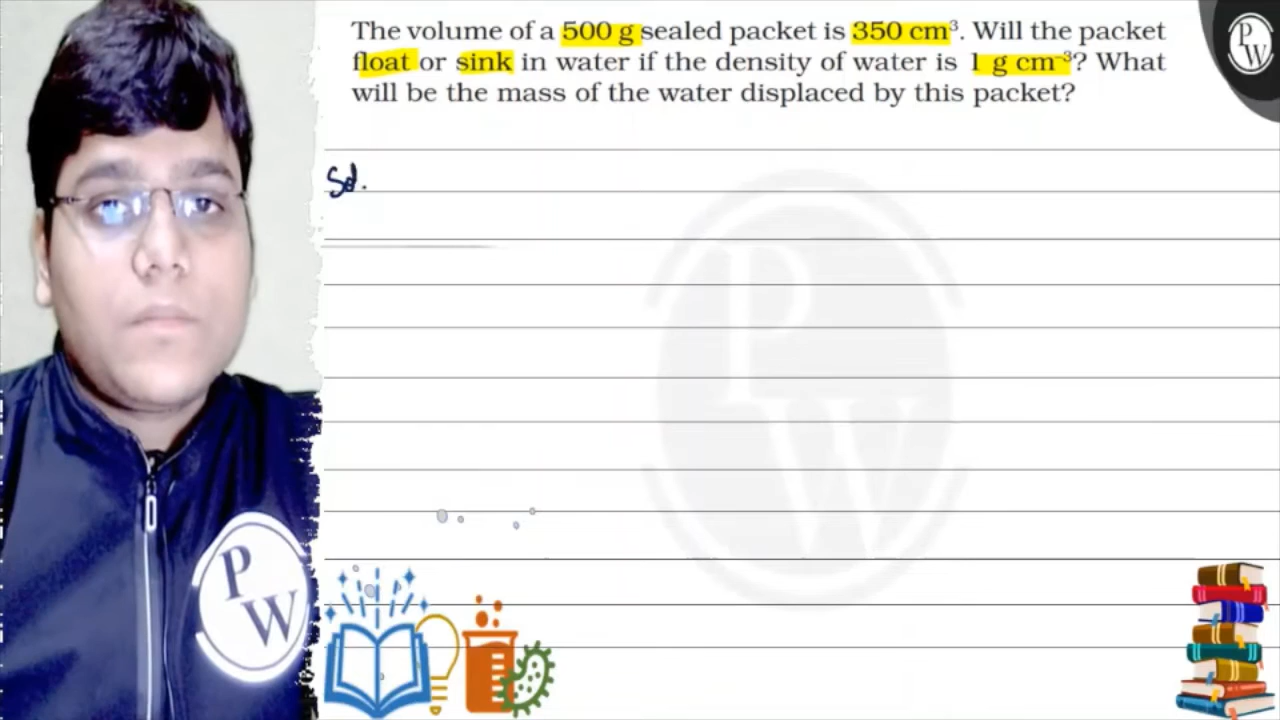 The volume of a 500 g sealed packet is 350 cm³. Will the packet
float or sink in water if the density of water is 1 g cm⁻³? What
will be the mass of the water displaced by this packet?
Sol.
P
W
P
W
P
W